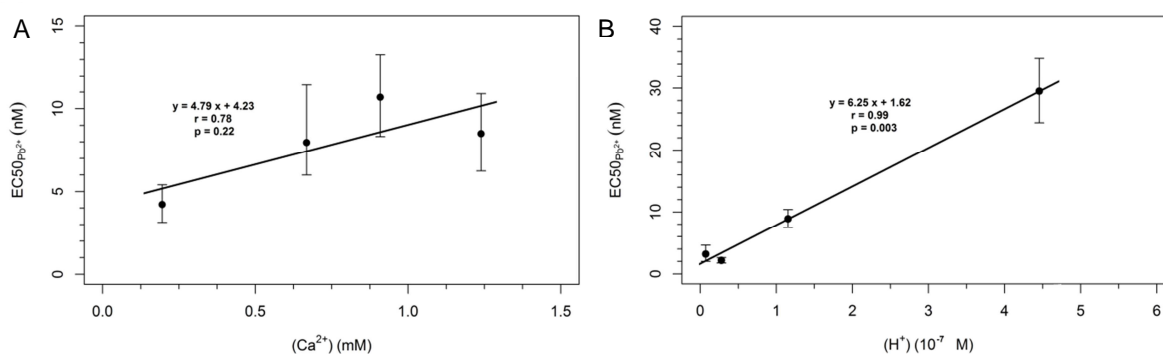 A
15
10
5
0
EC50Pb²⁺ (nM)
y = 4.79 x + 4.23
r = 0.78
p = 0.22
0.0 0.5 1.0 1.5
(Ca²⁺) (mM)
B
40
30
20
10
0
EC50Pb²⁺ (nM)
y = 6.25 x + 1.62
r = 0.99
p = 0.003
0 1 2 3 4 5 6
(H⁺) (10⁻⁷ M)